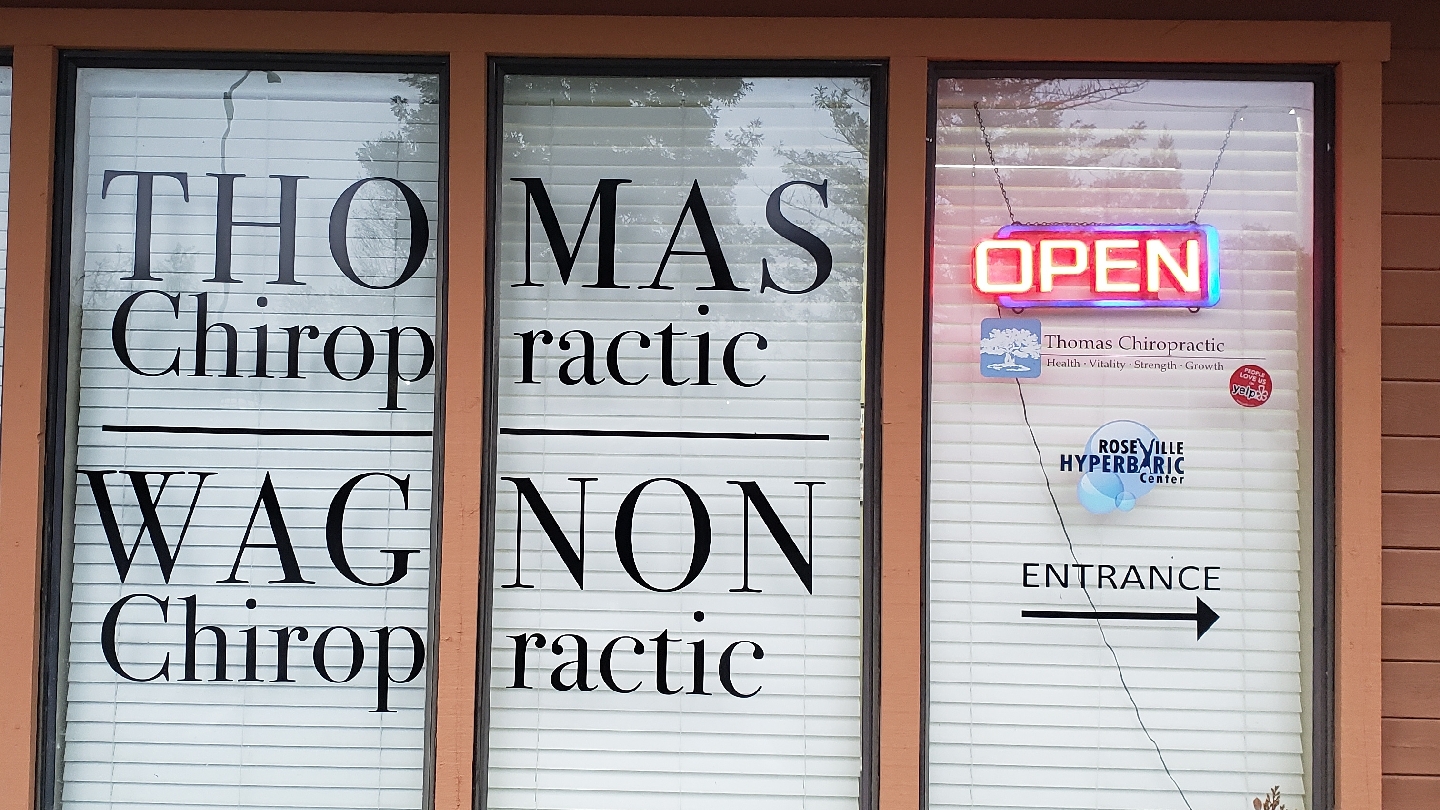 THOMAS
Chiropractic
WAGNON
Chiropractic
OPEN
Thomas Chiropractic
Health · Vitality · Strength · Growth
PEOPLE
LOVE US
yelp
ROSEVILLE
HYPERBARIC
Center
ENTRANCE